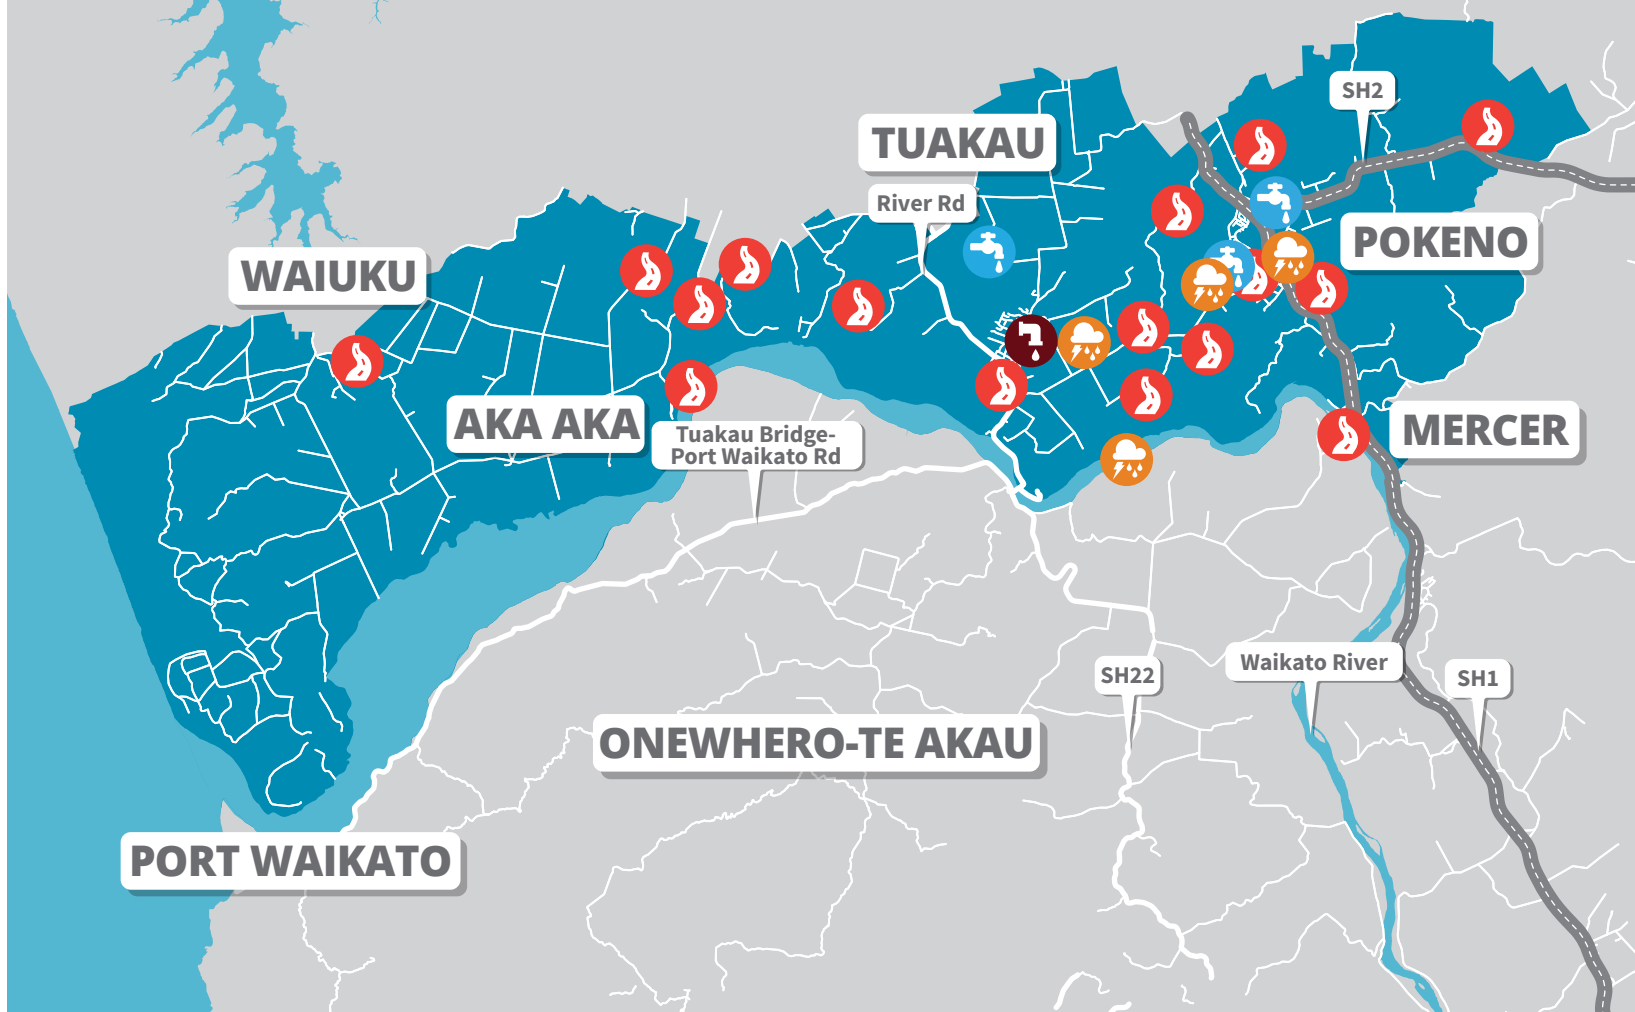 SH2
TUAKAU
River Rd
POKENO
WAIUKU
AKA AKA
MERCER
Tuakau Bridge-
Port Waikato Rd
Waikato River
SH22
SH1
ONEWHERO-TE AKAU
PORT WAIKATO